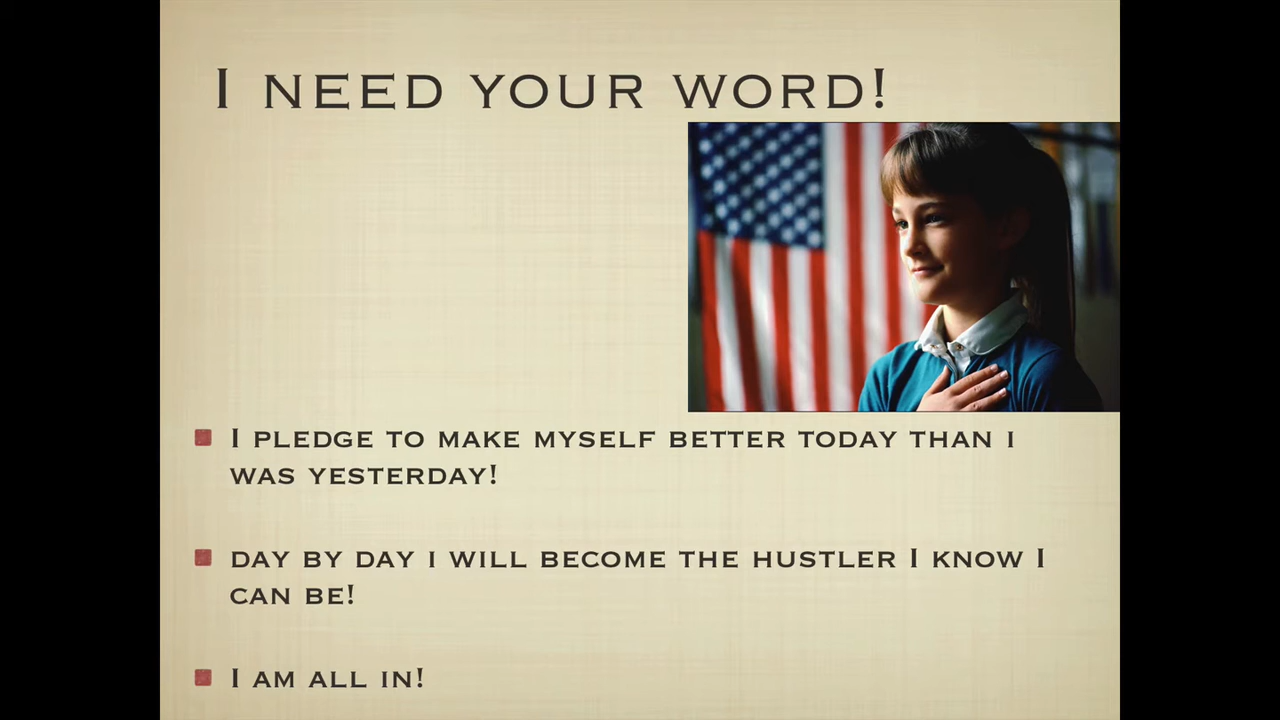 I NEED YOUR WORD!
I PLEDGE TO MAKE MYSELF BETTER TODAY THAN I
WAS YESTERDAY!
DAY BY DAY I WILL BECOME THE HUSTLER I KNOW I
CAN BE!
I AM ALL IN!